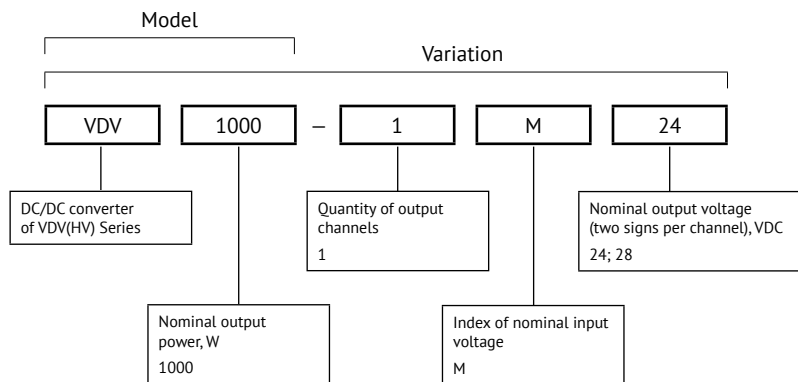 Model
Variation
VDV
1000
–
1
M
24
DC/DC converter
of VDV(HV) Series
Quantity of output
channels
1
Nominal output voltage
(two signs per channel), VDC
24; 28
Nominal output
power, W
1000
Index of nominal input
voltage
M